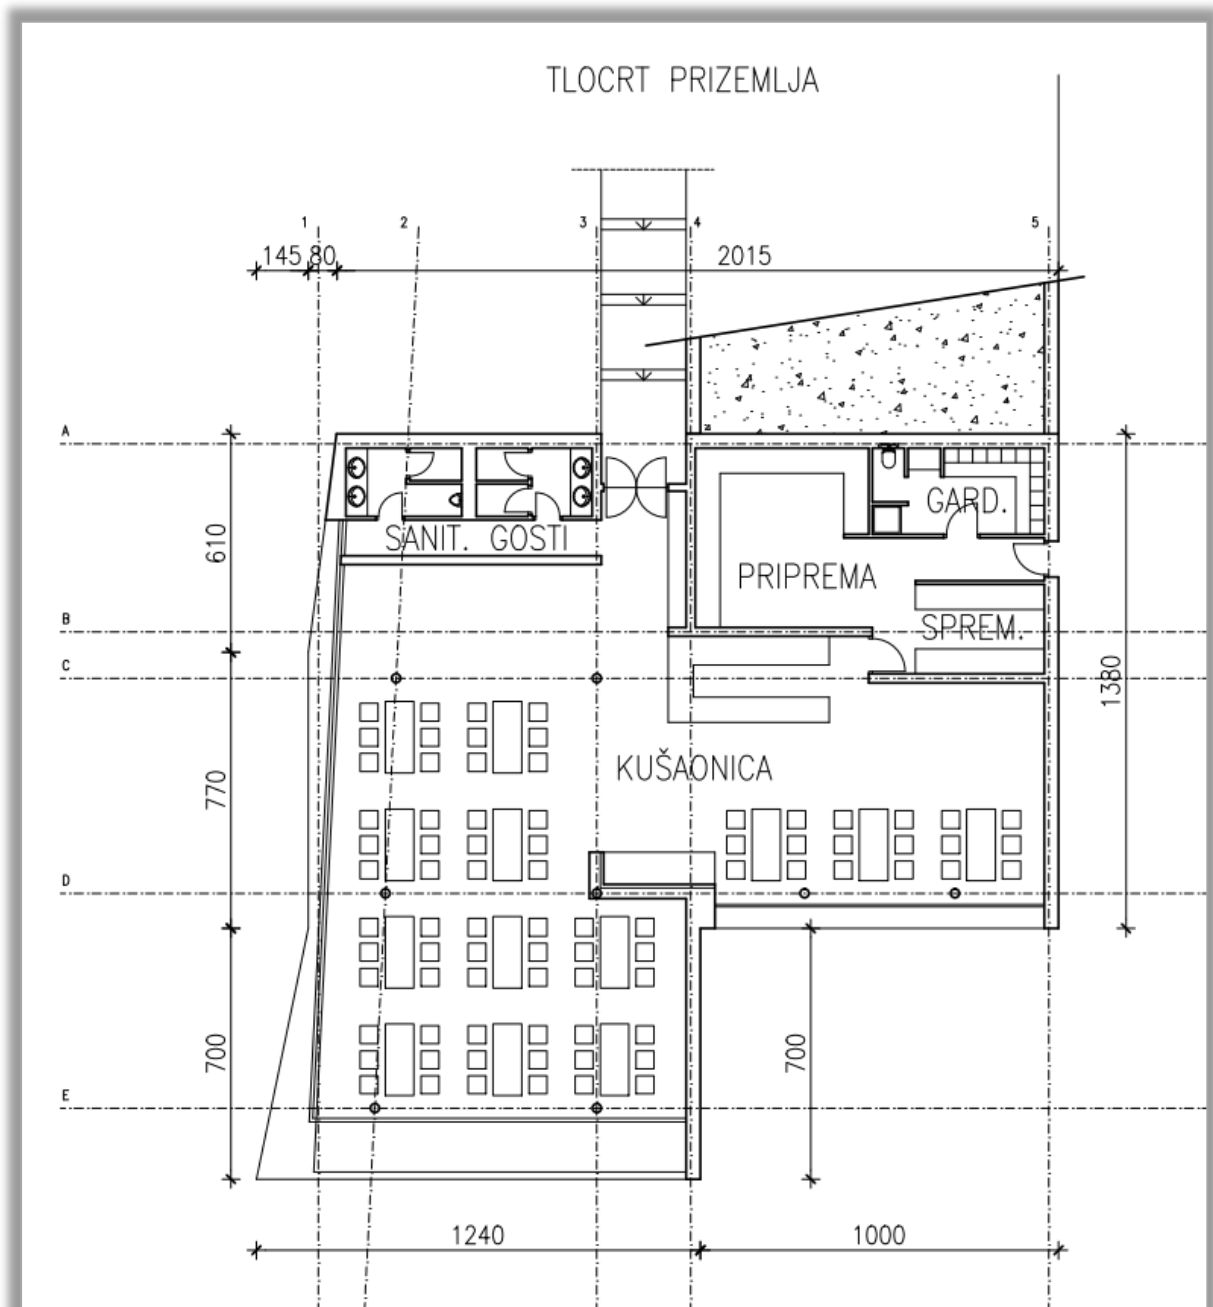 TLOCRT PRIZEMLJA
1 2 3 4 5
145 80 2015
A
SANIT. GOSTI
GARD.
610
PRIPREMA
B
SPREM.
C
1380
KUŠAONICA
770
D
700
700
E
1240 1000